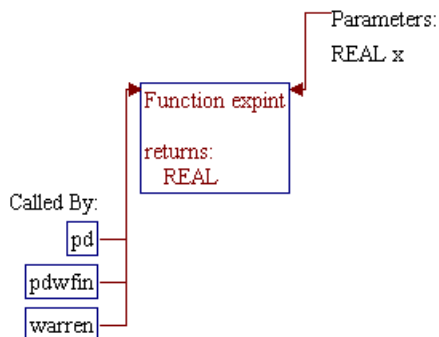 Parameters:
REAL x
Function expint
returns:
REAL
Called By:
pd
pdwfin
warren